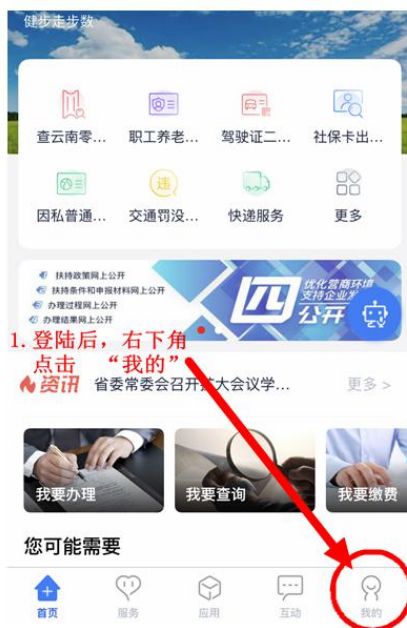 健步走步数
查云南零...
职工养老...
驾驶证二...
社保卡出...
因私普通...
交通罚没...
快递服务
更多
扶持政策网上公开
扶持条件和申报材料网上公开
办理过程网上公开
办理结果网上公开
四
公开
优化营商环境
支持企业发
1. 登陆后，右下角
点击 “我的”
资讯
省委常委会召开扩大会议学...
更多 >
我要办理
我要查询
我要缴费
您可能需要
首页
服务
应用
互动
我的